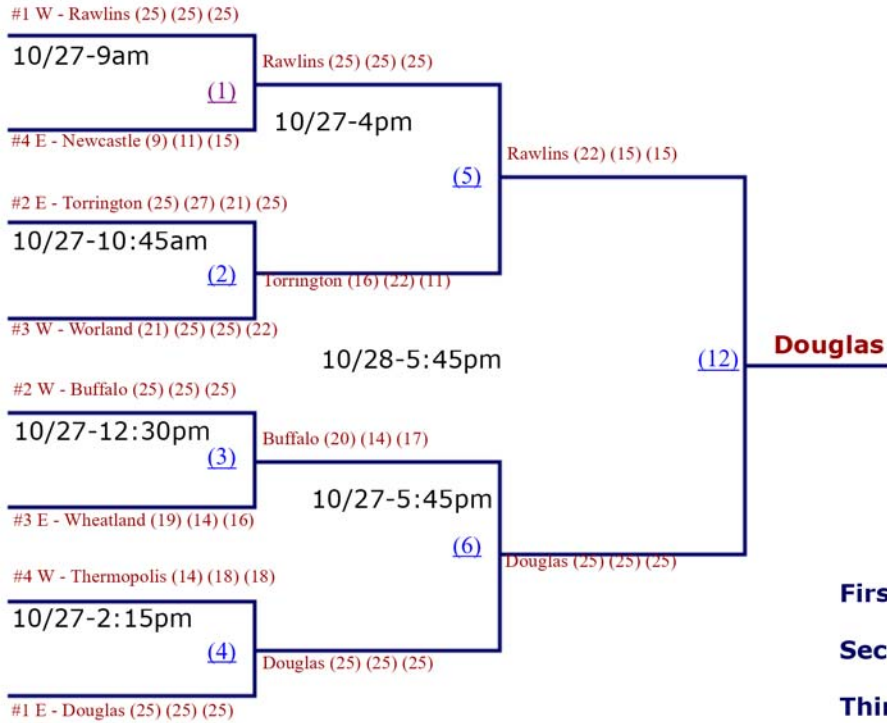 #1 W - Rawlins (25) (25) (25)
10/27-9am
(1)
#4 E - Newcastle (9) (11) (15)
Rawlins (25) (25) (25)
10/27-4pm
(5)
#2 E - Torrington (25) (27) (21) (25)
10/27-10:45am
(2)
#3 W - Worland (21) (25) (25) (22)
Torrington (16) (22) (11)
Rawlins (22) (15) (15)
10/28-5:45pm
(12)
Douglas
#2 W - Buffalo (25) (25) (25)
10/27-12:30pm
(3)
#3 E - Wheatland (19) (14) (16)
Buffalo (20) (14) (17)
10/27-5:45pm
(6)
#4 W - Thermopolis (14) (18) (18)
10/27-2:15pm
(4)
#1 E - Douglas (25) (25) (25)
Douglas (25) (25) (25)
Douglas (25) (25) (25)
Firs
Sec
Thir